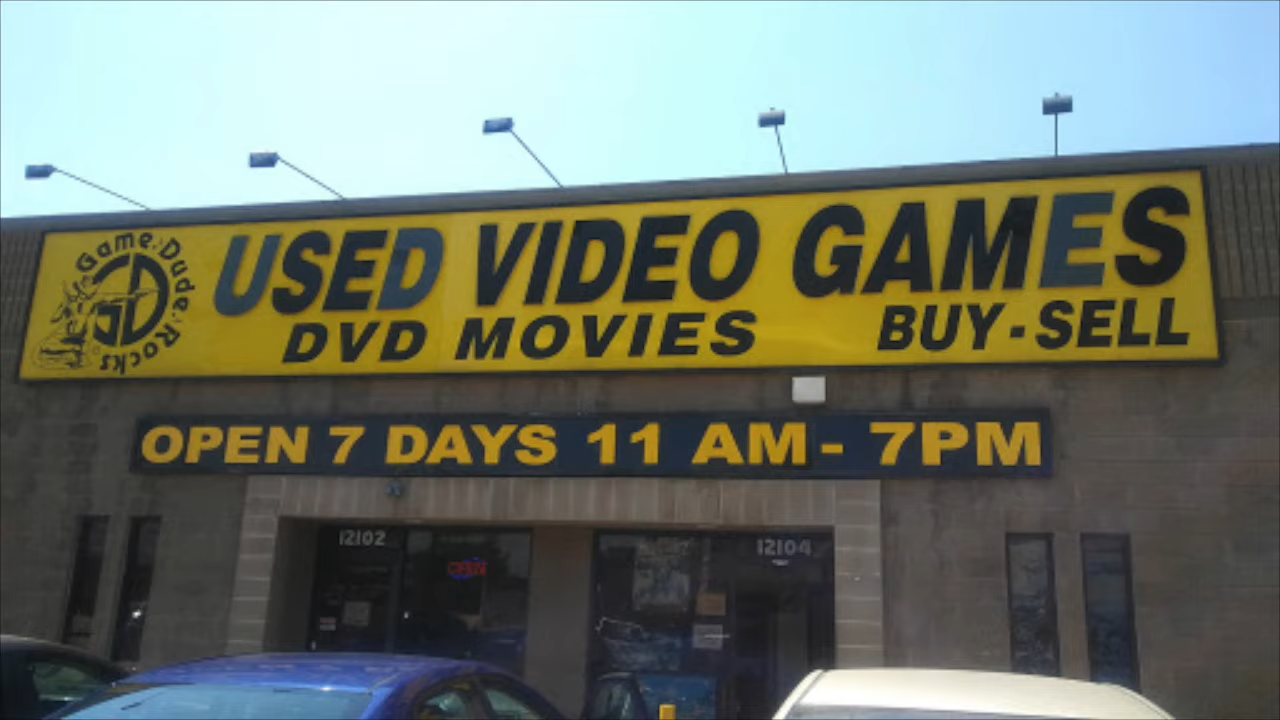 Game Dude Rocks
GD
USED VIDEO GAMES
DVD MOVIES BUY-SELL
OPEN 7 DAYS 11 AM - 7PM
12102
12104
OPEN